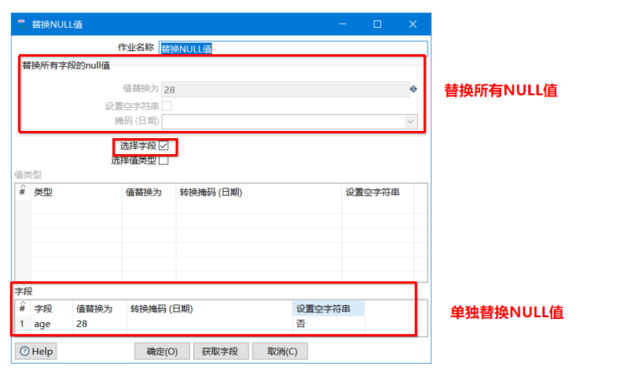 替换NULL值
作业名称 替换NULL值
替换所有字段的null值
值替换为 28
设置空字符串
掩码 (日期)
替换所有NULL值
选择字段
选择值类型
值类型
# 类型 值替换为 转换掩码 (日期) 设置空字符串
字段
# 字段 值替换为 转换掩码 (日期) 设置空字符串
1 age 28 否
单独替换NULL值
Help 确定(O) 获取字段 取消(C)